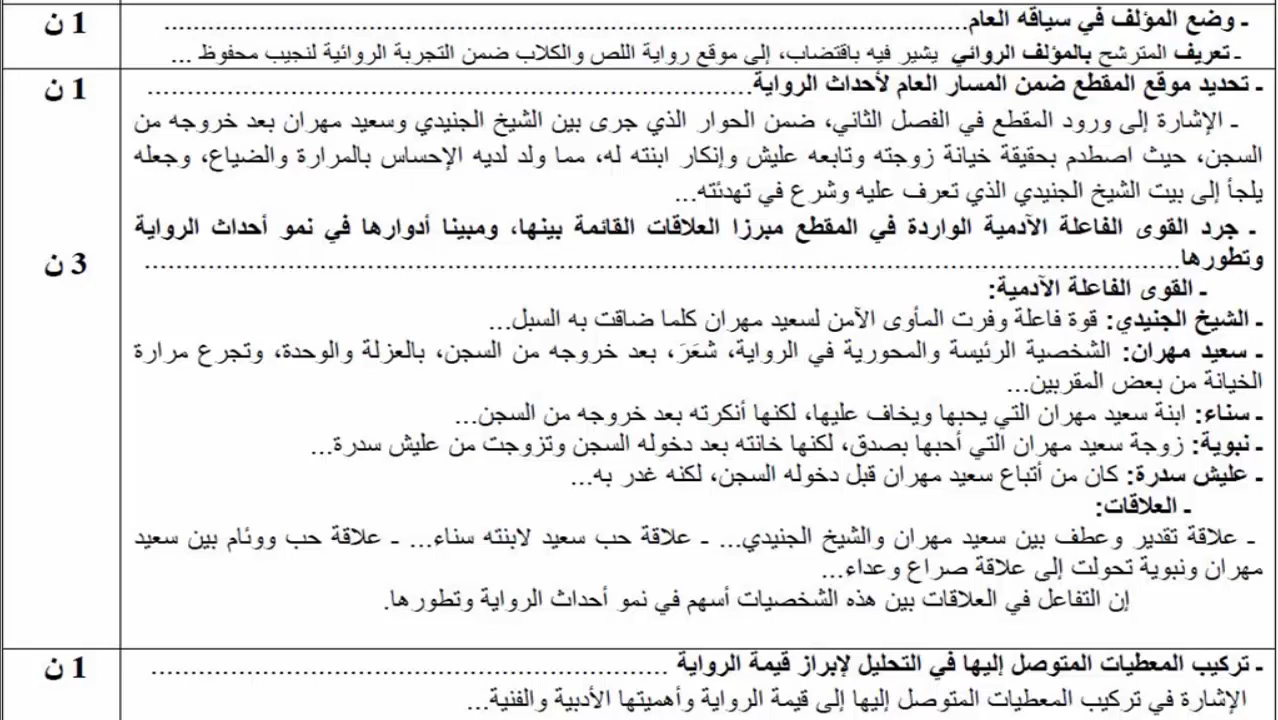 ـ وضع المؤلف في سياقه العام.......................................................................................... 1 ن
ـ تعريف المترشح بالمؤلف الروائي يشير فيه باقتضاب، إلى موقع رواية اللص والكلاب ضمن التجربة الروائية لنجيب محفوظ ...
ـ تحديد موقع المقطع ضمن المسار العام لأحداث الرواية.................................................................... 1 ن
ـ الإشارة إلى ورود المقطع في الفصل الثاني، ضمن الحوار الذي جرى بين الشيخ الجنيدي وسعيد مهران بعد خروجه من
السجن، حيث اصطدم بحقيقة خيانة زوجته وتابعه عليش وإنكار ابنته له، مما ولد لديه الإحساس بالمرارة والضياع، وجعله
يلجأ إلى بيت الشيخ الجنيدي الذي تعرف عليه وشرع في تهدئته...
ـ جرد القوى الفاعلة الآدمية الواردة في المقطع مبرزا العلاقات القائمة بينها، ومبينا أدوارها في نمو أحداث الرواية
وتطورها.................................................................................................................... 3 ن
ـ القوى الفاعلة الآدمية:
ـ الشيخ الجنيدي: قوة فاعلة وفرت المأوى الآمن لسعيد مهران كلما ضاقت به السبل...
ـ سعيد مهران: الشخصية الرئيسة والمحورية في الرواية، شَعَرَ، بعد خروجه من السجن، بالعزلة والوحدة، وتجرع مرارة
الخيانة من بعض المقربين...
ـ سناء: ابنة سعيد مهران التي يحبها ويخاف عليها، لكنها أنكرته بعد خروجه من السجن...
ـ نبوية: زوجة سعيد مهران التي أحبها بصدق، لكنها خانته بعد دخوله السجن وتزوجت من عليش سدرة...
ـ عليش سدرة: كان من أتباع سعيد مهران قبل دخوله السجن، لكنه غدر به...
ـ العلاقات:
ـ علاقة تقدير وعطف بين سعيد مهران والشيخ الجنيدي... ـ علاقة حب سعيد لابنته سناء... ـ علاقة حب ووئام بين سعيد
مهران ونبوية تحولت إلى علاقة صراع وعداء...
إن التفاعل في العلاقات بين هذه الشخصيات أسهم في نمو أحداث الرواية وتطورها.
ـ تركيب المعطيات المتوصل إليها في التحليل لإبراز قيمة الرواية .......................................................... 1 ن
الإشارة في تركيب المعطيات المتوصل إليها إلى قيمة الرواية وأهميتها الأدبية والفنية...